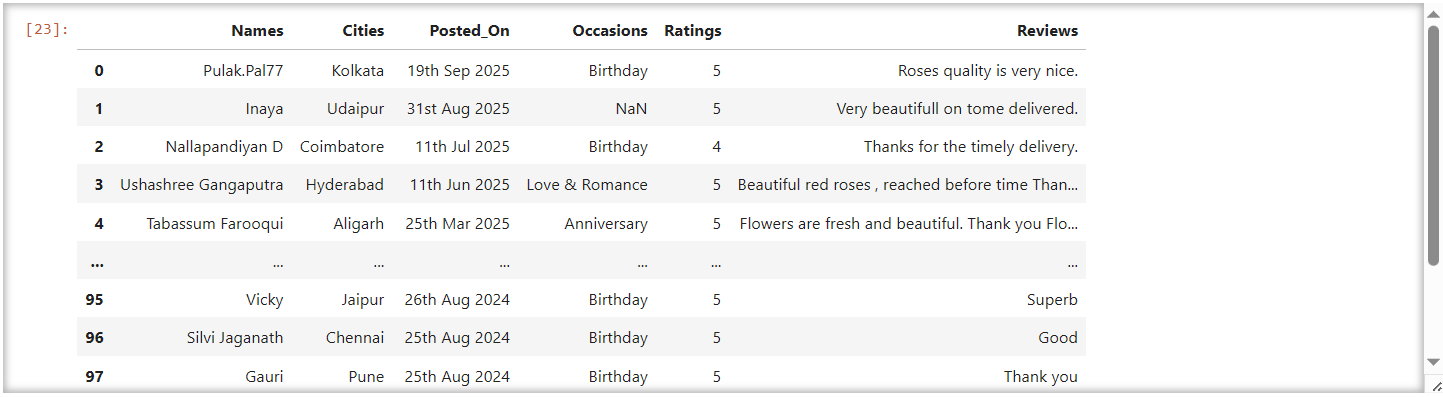 [23]: Names Cities Posted_On Occasions Ratings Reviews
0 Pulak.Pal77 Kolkata 19th Sep 2025 Birthday 5 Roses quality is very nice.
1 Inaya Udaipur 31st Aug 2025 NaN 5 Very beautifull on tome delivered.
2 Nallapandiyan D Coimbatore 11th Jul 2025 Birthday 4 Thanks for the timely delivery.
3 Ushashree Gangaputra Hyderabad 11th Jun 2025 Love & Romance 5 Beautiful red roses , reached before time Than...
4 Tabassum Farooqui Aligarh 25th Mar 2025 Anniversary 5 Flowers are fresh and beautiful. Thank you Flo...
... ... ... ... ... ... ...
95 Vicky Jaipur 26th Aug 2024 Birthday 5 Superb
96 Silvi Jaganath Chennai 25th Aug 2024 Birthday 5 Good
97 Gauri Pune 25th Aug 2024 Birthday 5 Thank you